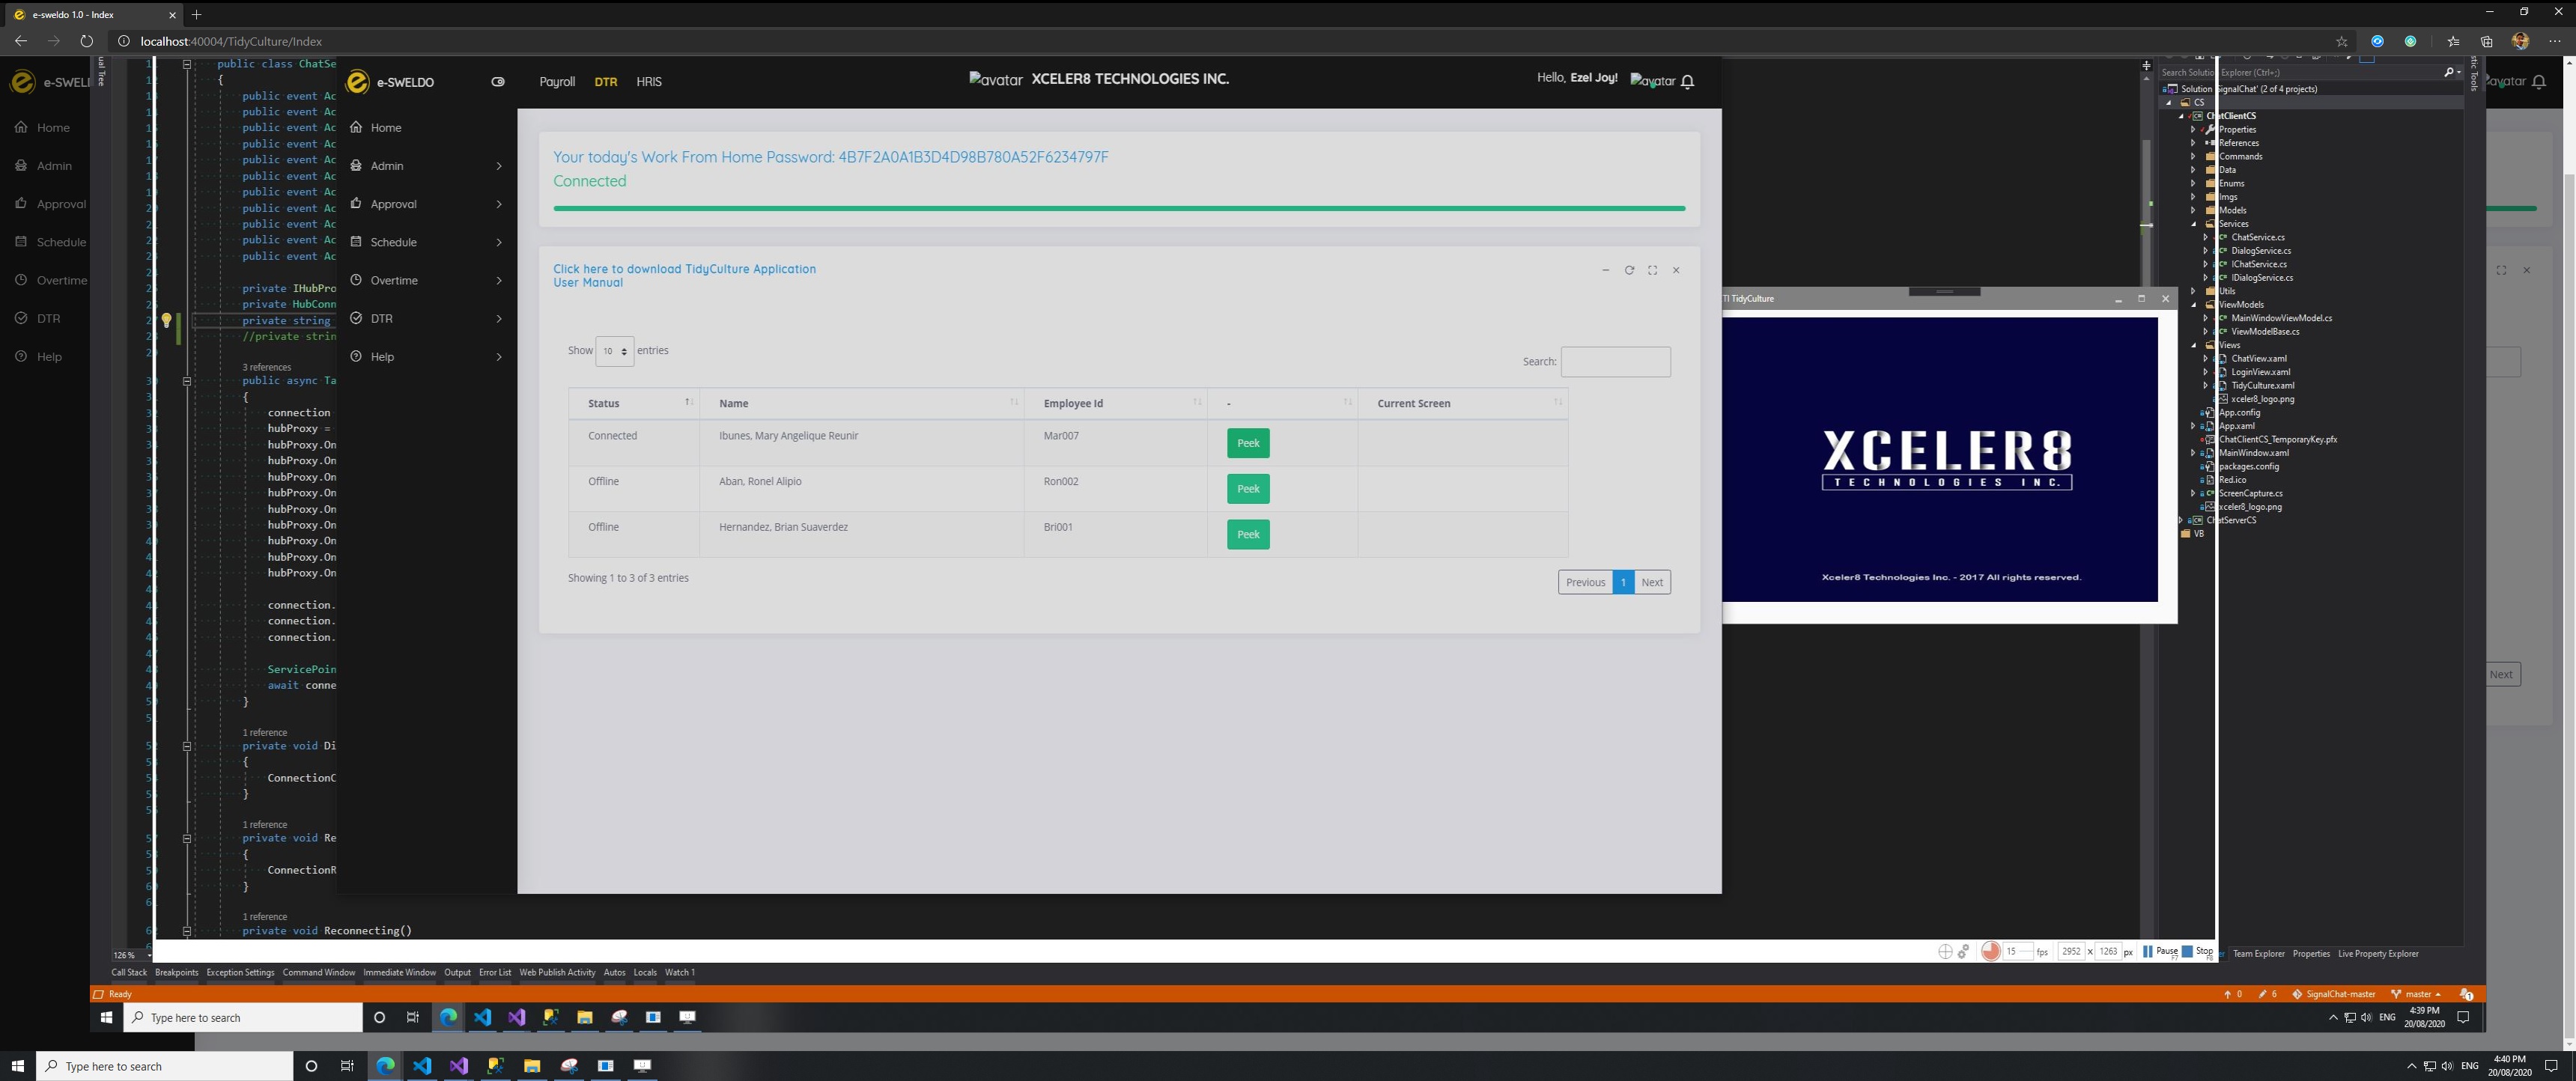 e-sweldo 1.0 - Index
localhost:40004/TidyCulture/Index
e-SWEL
Home
Admin
Approval
Schedule
Overtime
DTR
Help
public class ChatSe
{
public event Ac
public event Ac
public event Ac
public event Ac
public event Ac
public event Ac
public event Ac
public event Ac
public event Ac
public event Ac
public event Ac
private IHubPro
private HubConn
private string
//private strin
3 references
public async Ta
{
connection
hubProxy =
hubProxy.On
hubProxy.On
hubProxy.On
hubProxy.On
hubProxy.On
hubProxy.On
hubProxy.On
hubProxy.On
hubProxy.On
connection.
connection.
connection.
ServicePoin
await conne
}
1 reference
private void Di
{
ConnectionC
}
1 reference
private void Re
{
ConnectionR
}
1 reference
private void Reconnecting()
126 %
e-SWELDO
Payroll DTR HRIS
avatar XCELER8 TECHNOLOGIES INC.
Hello, Ezel Joy! avatar
Home
Admin
Approval
Schedule
Overtime
DTR
Help
Your today's Work From Home Password: 4B7F2A0A1B3D4D98B780A52F6234797F
Connected
Click here to download TidyCulture Application
User Manual
Show 10 entries
Search:
Status Name Employee Id - Current Screen
Connected Ibunes, Mary Angelique Reunir Mar007 Peek
Offline Aban, Ronel Alipio Ron002 Peek
Offline Hernandez, Brian Suaverdez Bri001 Peek
Showing 1 to 3 of 3 entries
Previous 1 Next
TI TidyCulture
XCELER8
TECHNOLOGIES INC.
Xceler8 Technologies Inc. - 2017 All rights reserved.
Search Solutio Explorer (Ctrl+;)
Solution SignalChat' (2 of 4 projects)
CS
ChatClientCS
Properties
References
Commands
Data
Enums
Imgs
Models
Services
ChatService.cs
DialogService.cs
IChatService.cs
IDialogService.cs
Utils
ViewModels
MainWindowViewModel.cs
ViewModelBase.cs
Views
ChatView.xaml
LoginView.xaml
TidyCulture.xaml
xceler8_logo.png
App.config
App.xaml
ChatClientCS_TemporaryKey.pfx
MainWindow.xaml
packages.config
Red.ico
ScreenCapture.cs
xceler8_logo.png
ChatServerCS
VB
avatar
Next
15 fps 2952 x 1263 px Pause F7 Stop F8
Team Explorer Properties Live Property Explorer
Call Stack Breakpoints Exception Settings Command Window Immediate Window Output Error List Web Publish Activity Autos Locals Watch 1
Ready
0 6 SignalChat-master master 1
Type here to search
ENG 4:39 PM
20/08/2020
Type here to search
ENG 4:40 PM
20/08/2020